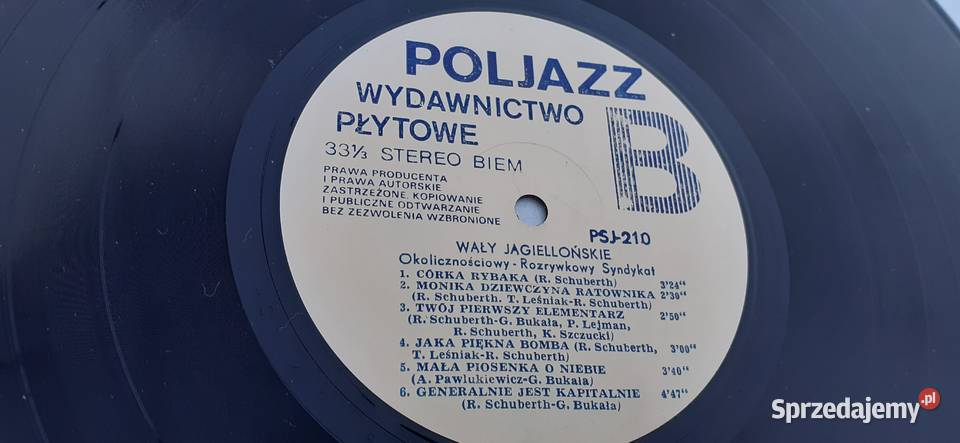 POLJAZZ
WYDAWNICTWO
PŁYTOWE
B
33⅓ STEREO BIEM
PRAWA PRODUCENTA
I PRAWA AUTORSKIE
ZASTRZEŻONE, KOPIOWANIE
I PUBLICZNE ODTWARZANIE
BEZ ZEZWOLENIA WZBRONIONE
PSJ-210
WAŁY JAGIELLOŃSKIE
Okolicznościowy - Rozrywkowy Syndykat
1. CÓRKA RYBAKA (R. Schuberth) 3'24"
2. MONIKA DZIEWCZYNA RATOWNIKA 2'30"
(R. Schuberth. T. Leśniak-R. Schuberth)
3. TWÓJ PIERWSZY ELEMENTARZ 2'50"
(R. Schuberth-G. Bukała, P. Lejman,
R. Schuberth, K. Szczucki)
4. JAKA PIĘKNA BOMBA (R. Schuberth, 3'00"
T. Leśniak-R. Schuberth)
5. MAŁA PIOSENKA O NIEBIE 3'40"
(A. Pawlukiewicz-G. Bukała)
6. GENERALNIE JEST KAPITALNIE 4'47"
(R. Schuberth-G. Bukała)
Sprzedajemy.pl